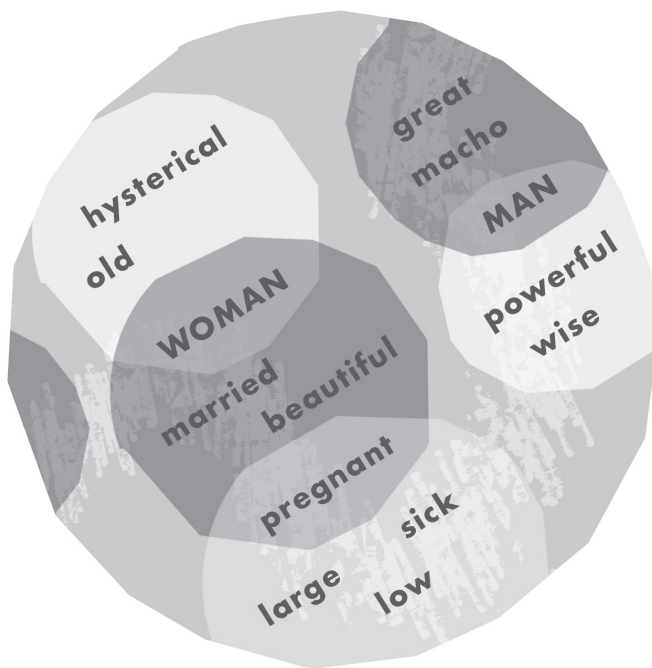 great
macho
MAN
powerful
wise
hysterical
old
WOMAN
married
beautiful
pregnant
sick
large
low